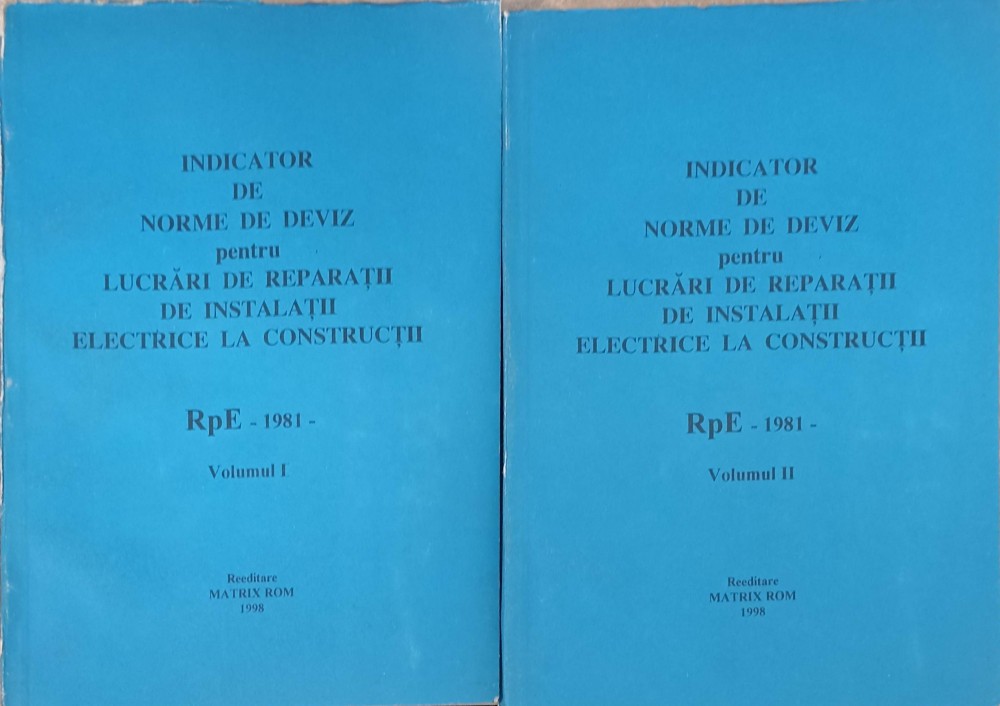 INDICATOR
DE
NORME DE DEVIZ
pentru
LUCRĂRI DE REPARAȚII
DE INSTALAȚII
ELECTRICE LA CONSTRUCȚII
RpE - 1981 -
Volumul I
Reeditare
MATRIX ROM
1998
INDICATOR
DE
NORME DE DEVIZ
pentru
LUCRĂRI DE REPARAȚII
DE INSTALAȚII
ELECTRICE LA CONSTRUCȚII
RpE - 1981 -
Volumul II
Reeditare
MATRIX ROM
1998